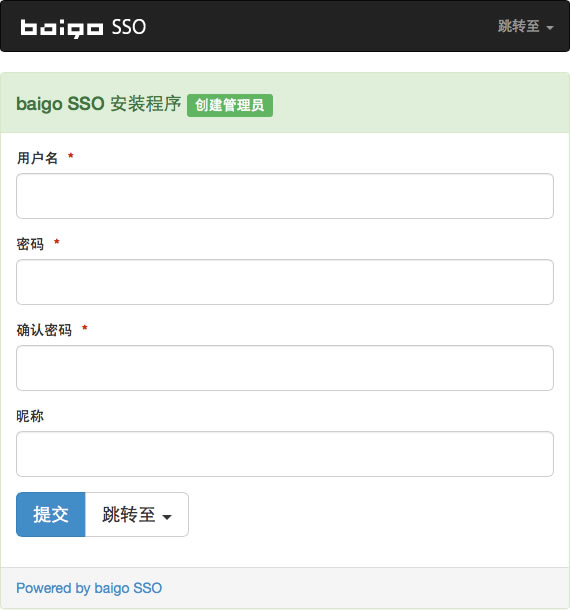 baigo SSO 跳转至
baigo SSO 安装程序 创建管理员
用户名 *
密码 *
确认密码 *
昵称
提交 跳转至
Powered by baigo SSO